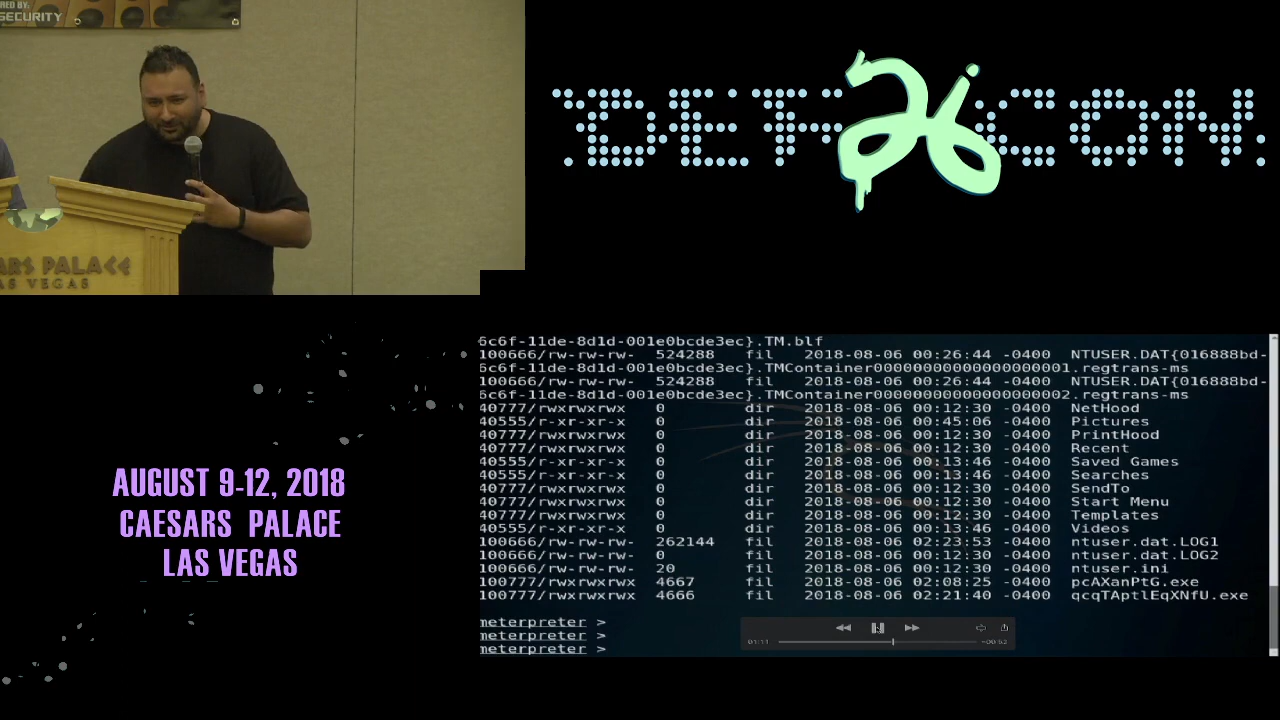 RED BY:
SECURITY
DEF 26 CON
ARS PALACE
AS VEGAS
AUGUST 9-12, 2018
CAESARS PALACE
LAS VEGAS
6c6f-11de-8d1d-001e0bcde3ec}.TM.blf
100666/rw-rw-rw- 524288 fil 2018-08-06 00:26:44 -0400 NTUSER.DAT{016888bd-
6c6f-11de-8d1d-001e0bcde3ec}.TMContainer00000000000000000001.regtrans-ms
100666/rw-rw-rw- 524288 fil 2018-08-06 00:26:44 -0400 NTUSER.DAT{016888bd-
6c6f-11de-8d1d-001e0bcde3ec}.TMContainer00000000000000000002.regtrans-ms
40777/rwxrwxrwx 0 dir 2018-08-06 00:12:30 -0400 NetHood
40555/r-xr-xr-x 0 dir 2018-08-06 00:45:06 -0400 Pictures
40777/rwxrwxrwx 0 dir 2018-08-06 00:12:30 -0400 PrintHood
40777/rwxrwxrwx 0 dir 2018-08-06 00:12:30 -0400 Recent
40555/r-xr-xr-x 0 dir 2018-08-06 00:13:46 -0400 Saved Games
40555/r-xr-xr-x 0 dir 2018-08-06 00:13:46 -0400 Searches
40777/rwxrwxrwx 0 dir 2018-08-06 00:12:30 -0400 SendTo
40777/rwxrwxrwx 0 dir 2018-08-06 00:12:30 -0400 Start Menu
40777/rwxrwxrwx 0 dir 2018-08-06 00:12:30 -0400 Templates
40555/r-xr-xr-x 0 dir 2018-08-06 00:13:46 -0400 Videos
100666/rw-rw-rw- 262144 fil 2018-08-06 02:23:53 -0400 ntuser.dat.LOG1
100666/rw-rw-rw- 0 fil 2018-08-06 00:12:30 -0400 ntuser.dat.LOG2
100666/rw-rw-rw- 20 fil 2018-08-06 00:12:30 -0400 ntuser.ini
100777/rwxrwxrwx 4667 fil 2018-08-06 02:08:25 -0400 pcAXanPtG.exe
100777/rwxrwxrwx 4666 fil 2018-08-06 02:21:40 -0400 qcqTAptlEqXNfU.exe
meterpreter >
meterpreter >
meterpreter >
01:11 -00:52